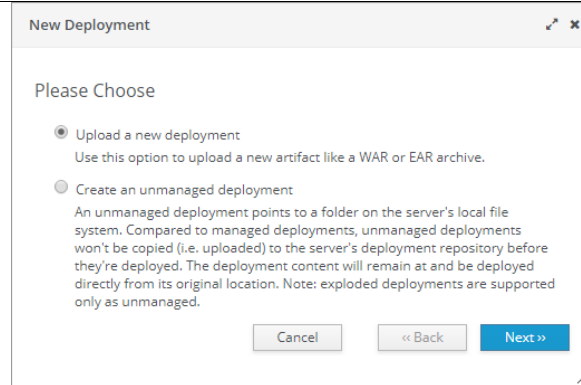 New Deployment
Please Choose
Upload a new deployment
Use this option to upload a new artifact like a WAR or EAR archive.
Create an unmanaged deployment
An unmanaged deployment points to a folder on the server's local file
system. Compared to managed deployments, unmanaged deployments
won't be copied (i.e. uploaded) to the server's deployment repository before
they're deployed. The deployment content will remain at and be deployed
directly from its original location. Note: exploded deployments are supported
only as unmanaged.
Cancel
‹‹ Back
Next ››